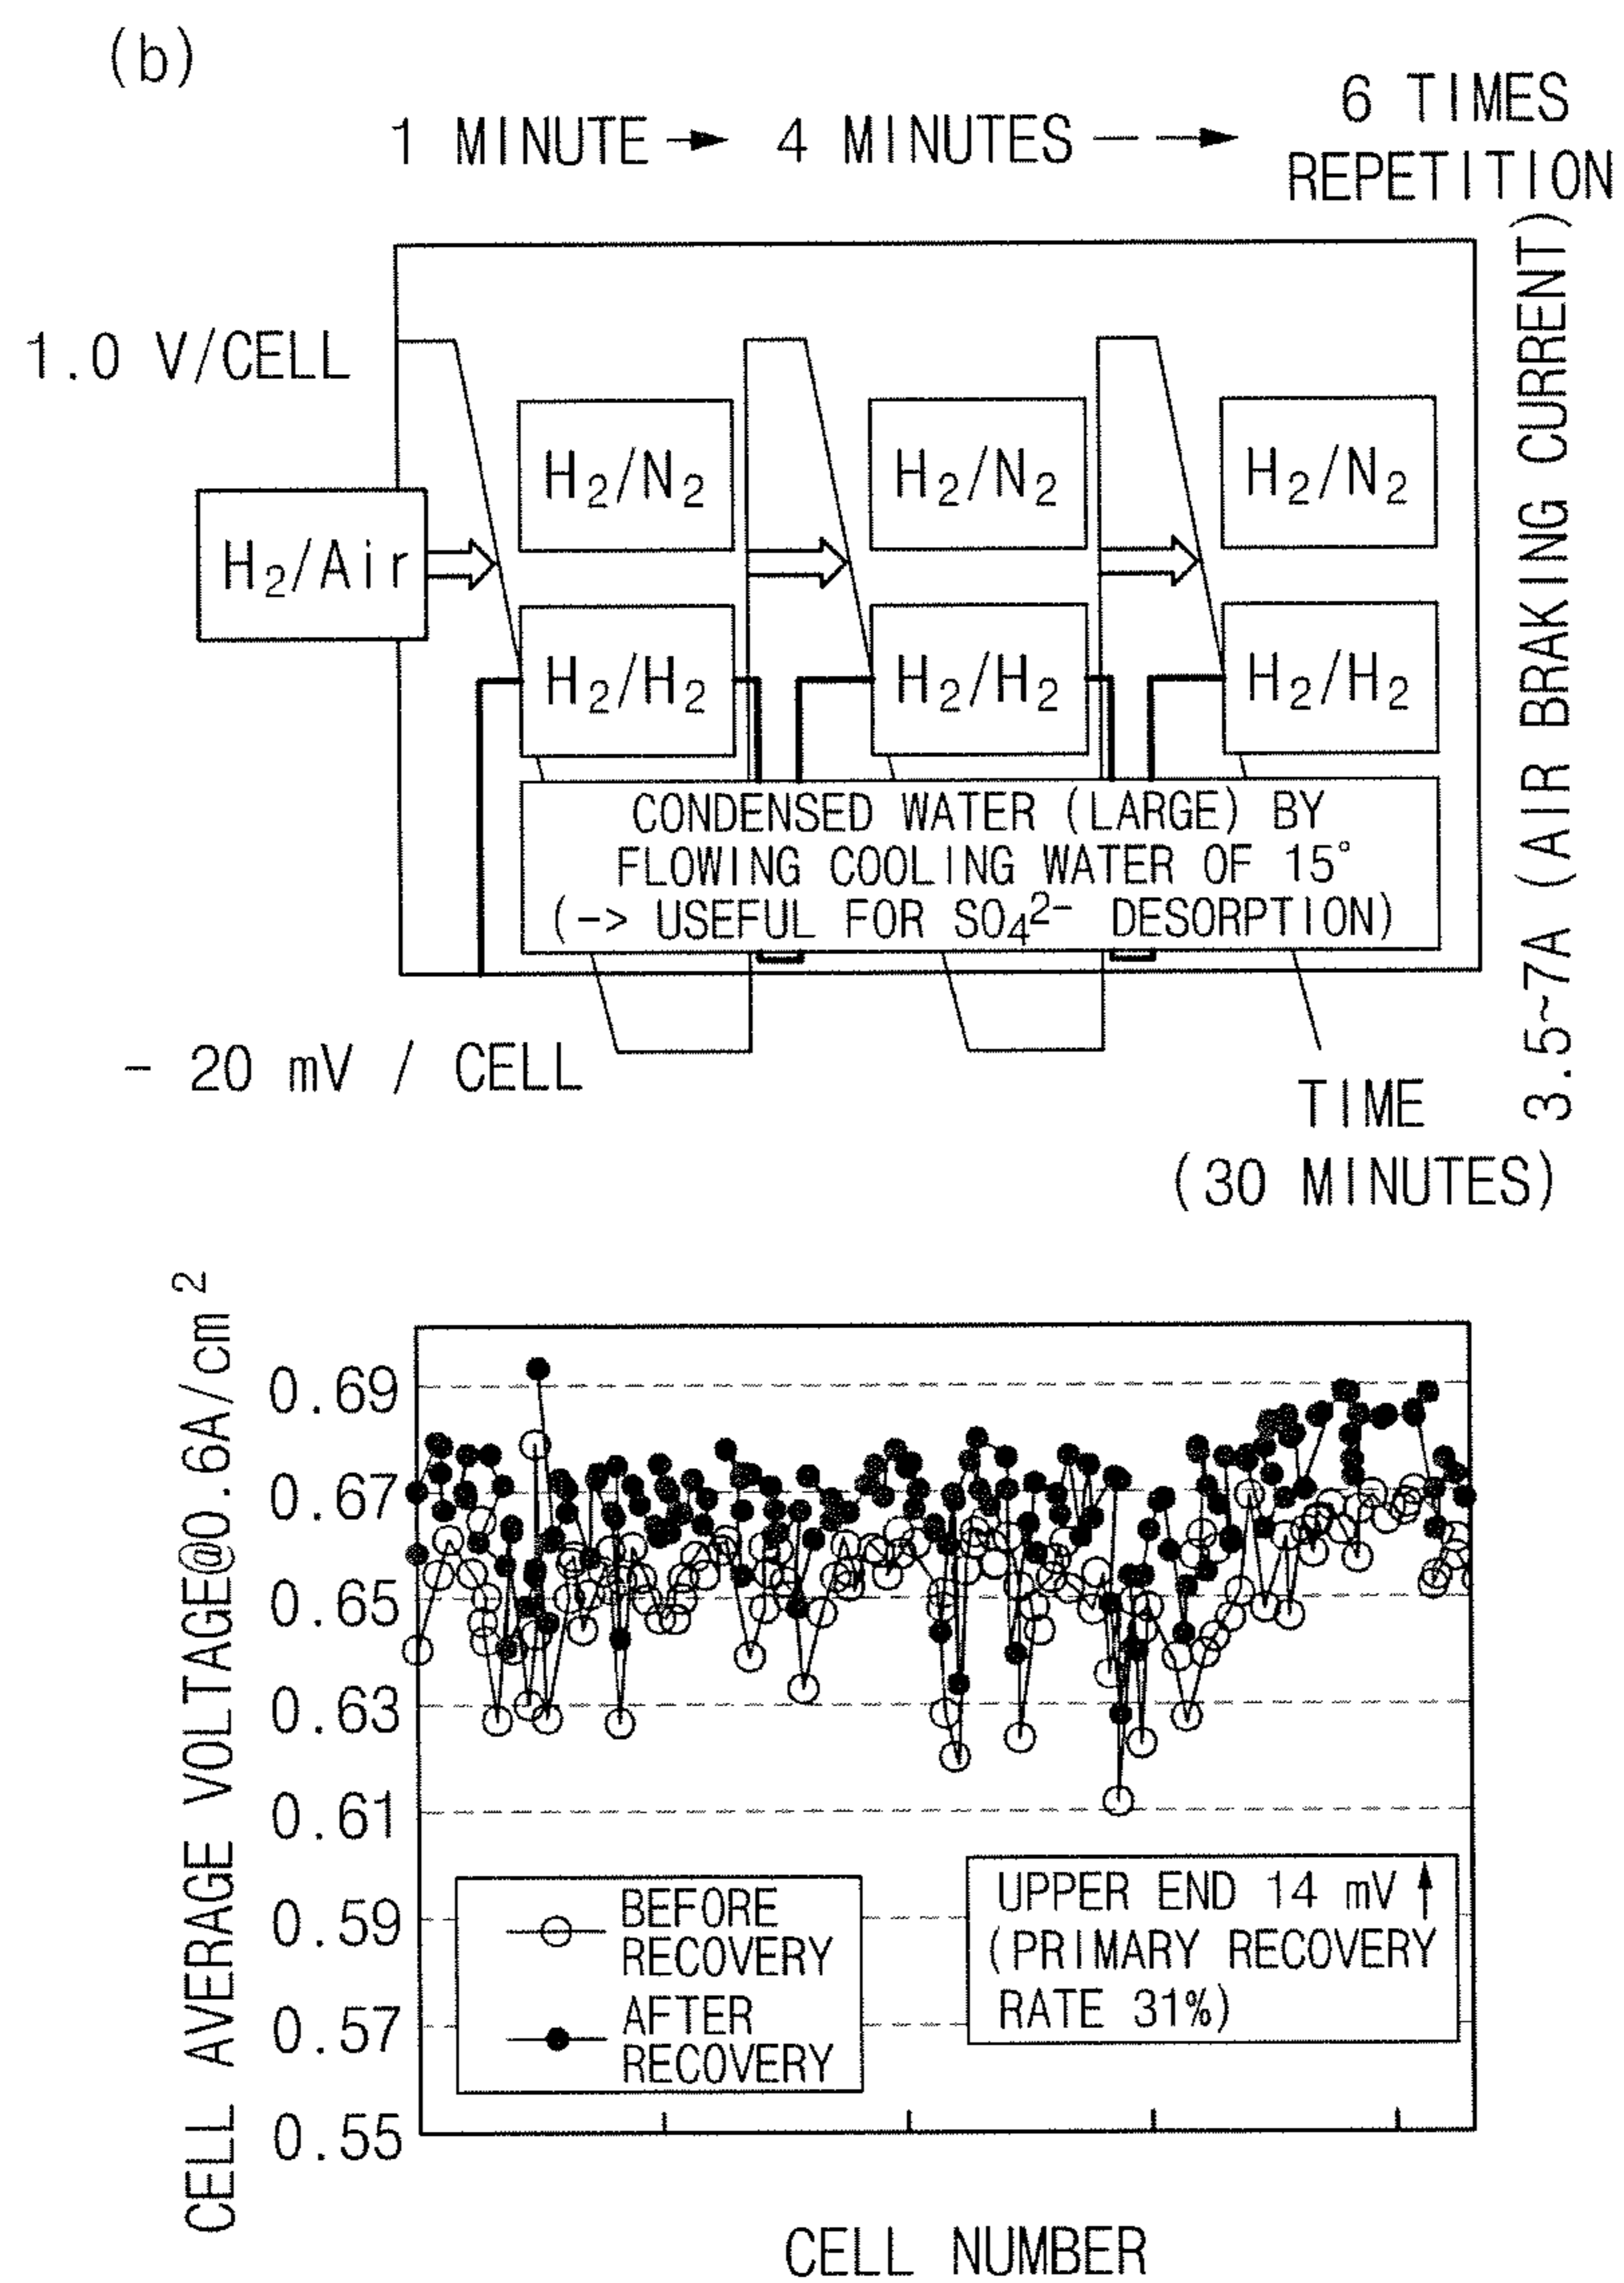 (b)
1 MINUTE → 4 MINUTES – – → 6 TIMES
REPETITION
1.0 V/CELL
H₂/Air
H₂/N₂ H₂/N₂ H₂/N₂
H₂/H₂ H₂/H₂ H₂/H₂
CONDENSED WATER (LARGE) BY
FLOWING COOLING WATER OF 15°
(-> USEFUL FOR SO₄²⁻ DESORPTION)
- 20 mV / CELL
TIME
(30 MINUTES)
3.5~7A (AIR BRAKING CURRENT)
CELL AVERAGE VOLTAGE@0.6A/cm²
0.69
0.67
0.65
0.63
0.61
0.59
0.57
0.55
BEFORE
RECOVERY
AFTER
RECOVERY
UPPER END 14 mV ↑
(PRIMARY RECOVERY
RATE 31%)
CELL NUMBER